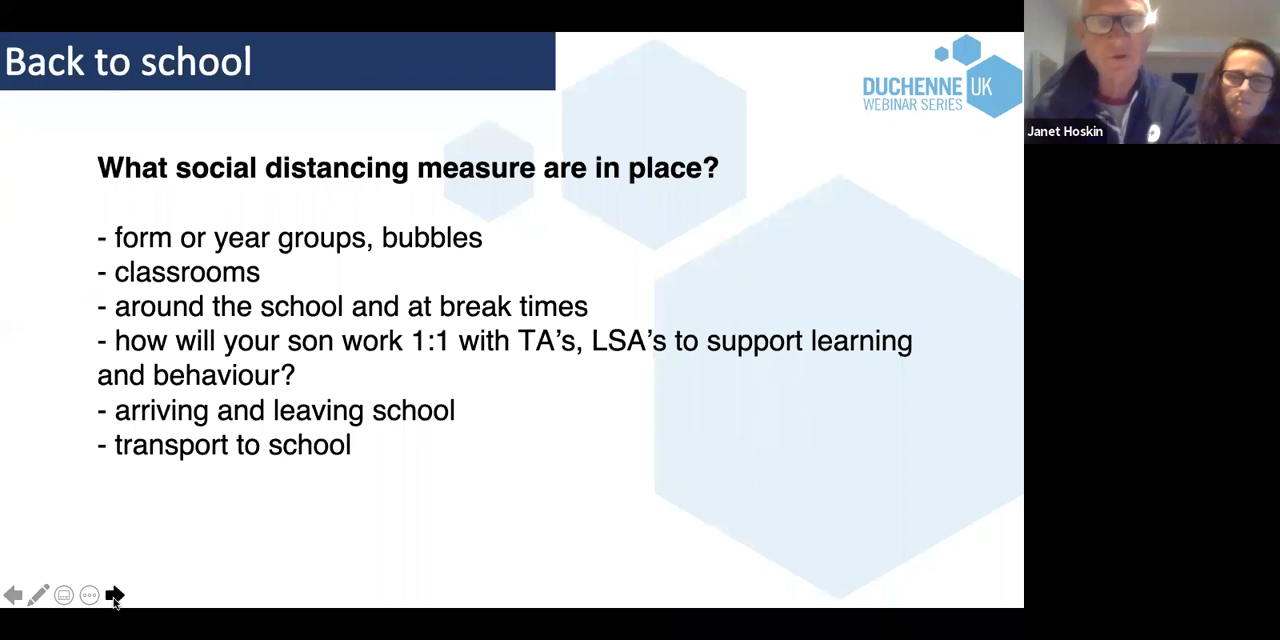 Back to school
DUCHENNE UK
WEBINAR SERIES
Janet Hoskin
What social distancing measure are in place?
- form or year groups, bubbles
- classrooms
- around the school and at break times
- how will your son work 1:1 with TA’s, LSA’s to support learning
and behaviour?
- arriving and leaving school
- transport to school